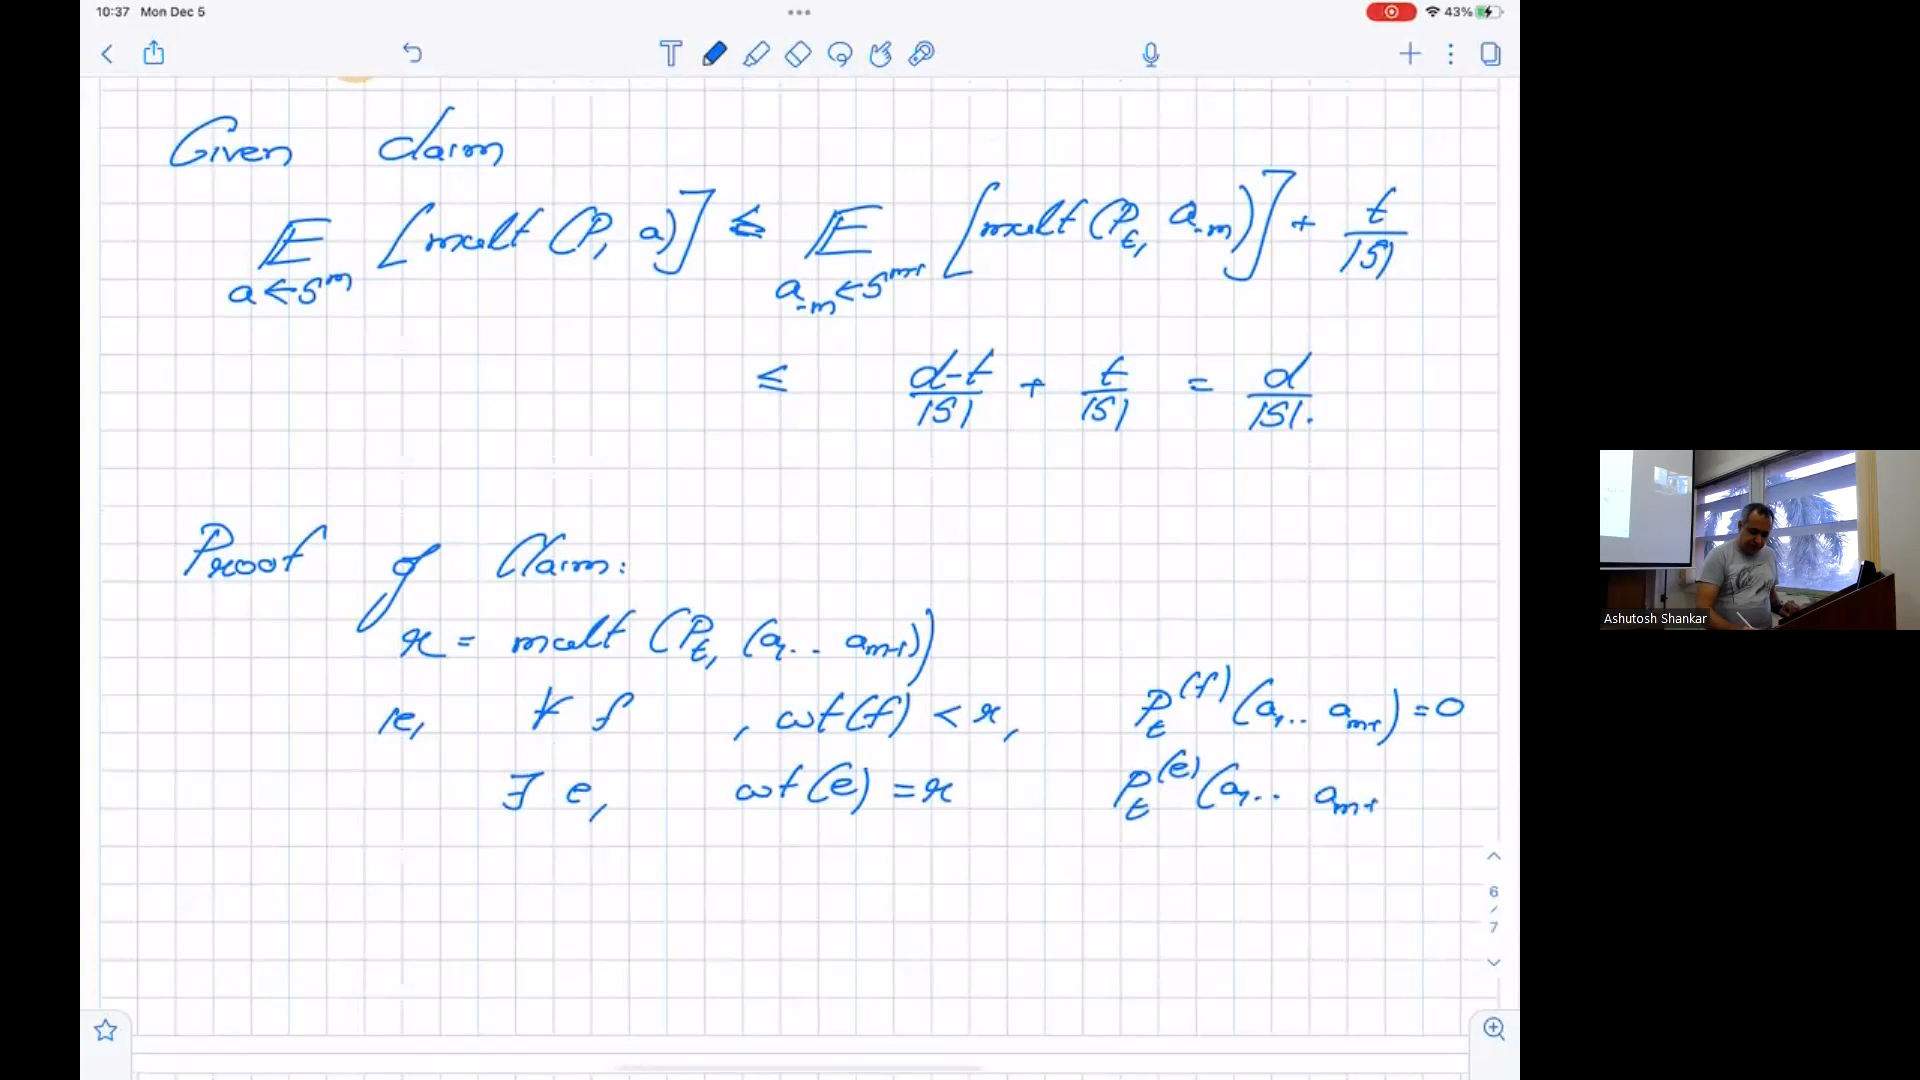 10:37 Mon Dec 5
43%
Given claim
𝔼_{a←S^m} [mult(P, a)] ≤ 𝔼_{a_{-m}←S^{m-1}} [mult(P_t, a_{-m})] + t/|S|
≤ (d-t)/|S| + t/|S| = d/|S|.
Proof of Claim:
r = mult(P_t, (a_1.. a_{m-1}))
ie, ∀ f , wt(f) < r, P_t^{(f)}(a_1.. a_{m-1}) = 0
∃ e, wt(e) = r P_t^{(e)}(a_1.. a_{m-1}
Ashutosh Shankar
6
/
7